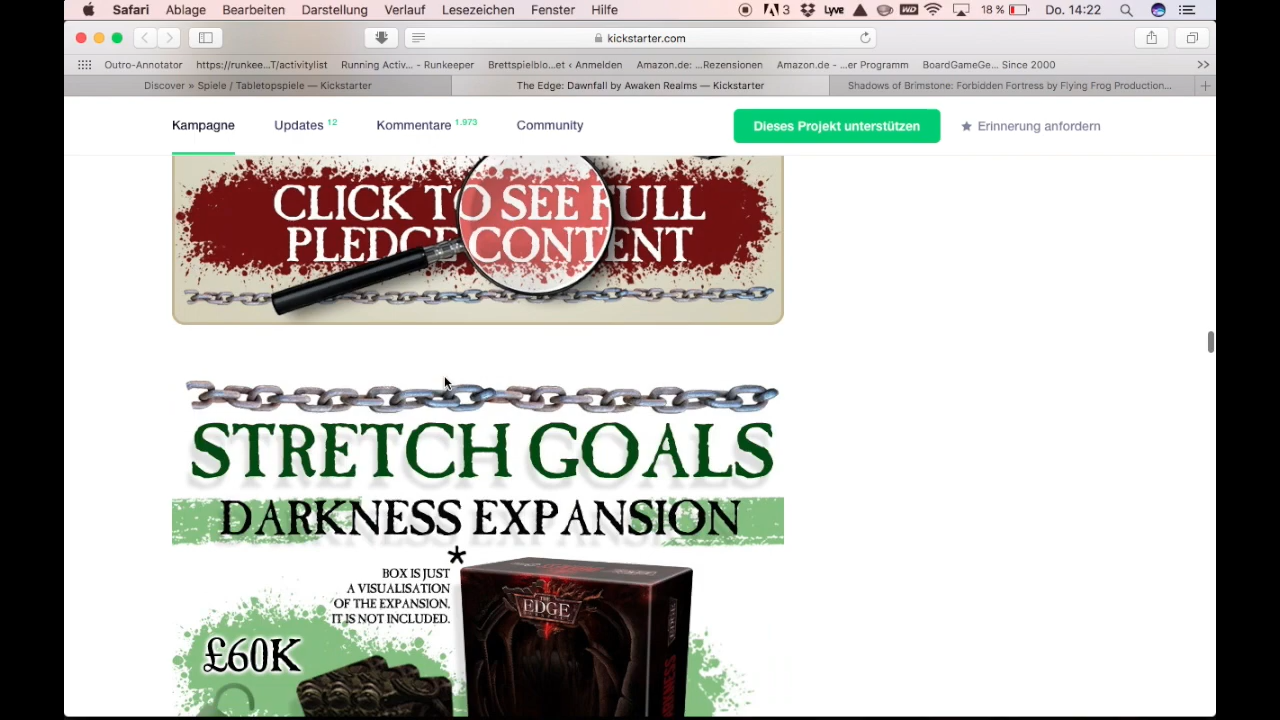 Safari Ablage Bearbeiten Darstellung Verlauf Lesezeichen Fenster Hilfe 3 Lyve WD 18 % Do. 14:22
kickstarter.com
Outro-Annotator https://runkee...T/activitylist Running Activ... - Runkeeper Brettspielblo...et ‹ Anmelden Amazon.de: ...Rezensionen Amazon.de - ...er Programm BoardGameGe... Since 2000 >>
Discover » Spiele / Tabletopspiele — Kickstarter The Edge: Dawnfall by Awaken Realms — Kickstarter Shadows of Brimstone: Forbidden Fortress by Flying Frog Production... +
Kampagne Updates 12 Kommentare 1.973 Community Dieses Projekt unterstützen Erinnerung anfordern
CLICK TO SEE FULL
PLEDGE CONTENT
STRETCH GOALS
DARKNESS EXPANSION
*
BOX IS JUST
A VISUALISATION
OF THE EXPANSION.
IT IS NOT INCLUDED.
THE EDGE
£60K